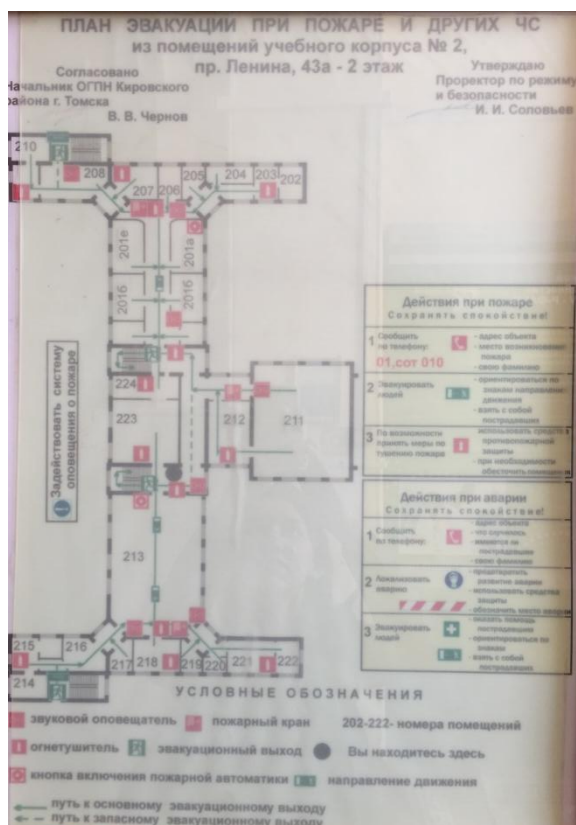 ПЛАН ЭВАКУАЦИИ ПРИ ПОЖАРЕ И ДРУГИХ ЧС
из помещений учебного корпуса № 2,
пр. Ленина, 43а - 2 этаж
Согласовано
Начальник ОГПН Кировского
района г. Томска
В. В. Чернов
Утверждаю
Проректор по режиму
и безопасности
И. И. Соловьев
210
208
207
206
205
204
203
202
201е
201а
201б
201б
224
223
212
211
213
215
216
214
217
218
219
220
221
222
Задействовать систему
оповещения о пожаре
Действия при пожаре
Сохранять спокойствие!
1 Сообщить
по телефону:
01,сот 010
- адрес объекта
- место возникновения
пожара
- свою фамилию
2 Эвакуировать
людей
- ориентироваться по
знакам направления
движения
- взять с собой
пострадавших
3 По возможности
принять меры по
тушению пожара
- использовать средства
противопожарной
защиты
- при необходимости
обесточить помещение
Действия при аварии
Сохранять спокойствие!
1 Сообщить
по телефону:
- адрес объекта
- что случилось
- имеются ли
пострадавшие
- свою фамилию
2 Локализовать
аварию:
- предотвратить
развитие аварии
- использовать средства
защиты
- обозначить место аварии
3 Эвакуировать
людей
- оказать помощь
пострадавшим
- ориентироваться по
знакам
- взять с собой
пострадавших
УСЛОВНЫЕ ОБОЗНАЧЕНИЯ
звуковой оповещатель
пожарный кран
202-222- номера помещений
огнетушитель
эвакуационный выход
Вы находитесь здесь
кнопка включения пожарной автоматики
направление движения
путь к основному эвакуационному выходу
путь к запасному эвакуационному выходу